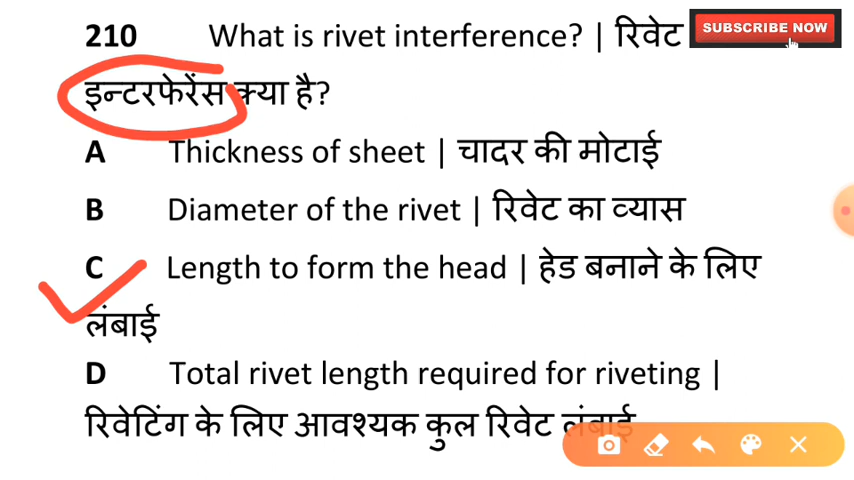 210 What is rivet interference? | रिवेट
SUBSCRIBE NOW
इन्टरफेरेंस क्या है?
A Thickness of sheet | चादर की मोटाई
B Diameter of the rivet | रिवेट का व्यास
C Length to form the head | हेड बनाने के लिए
लंबाई
D Total rivet length required for riveting |
रिवेटिंग के लिए आवश्यक कुल रिवेट लंबाई